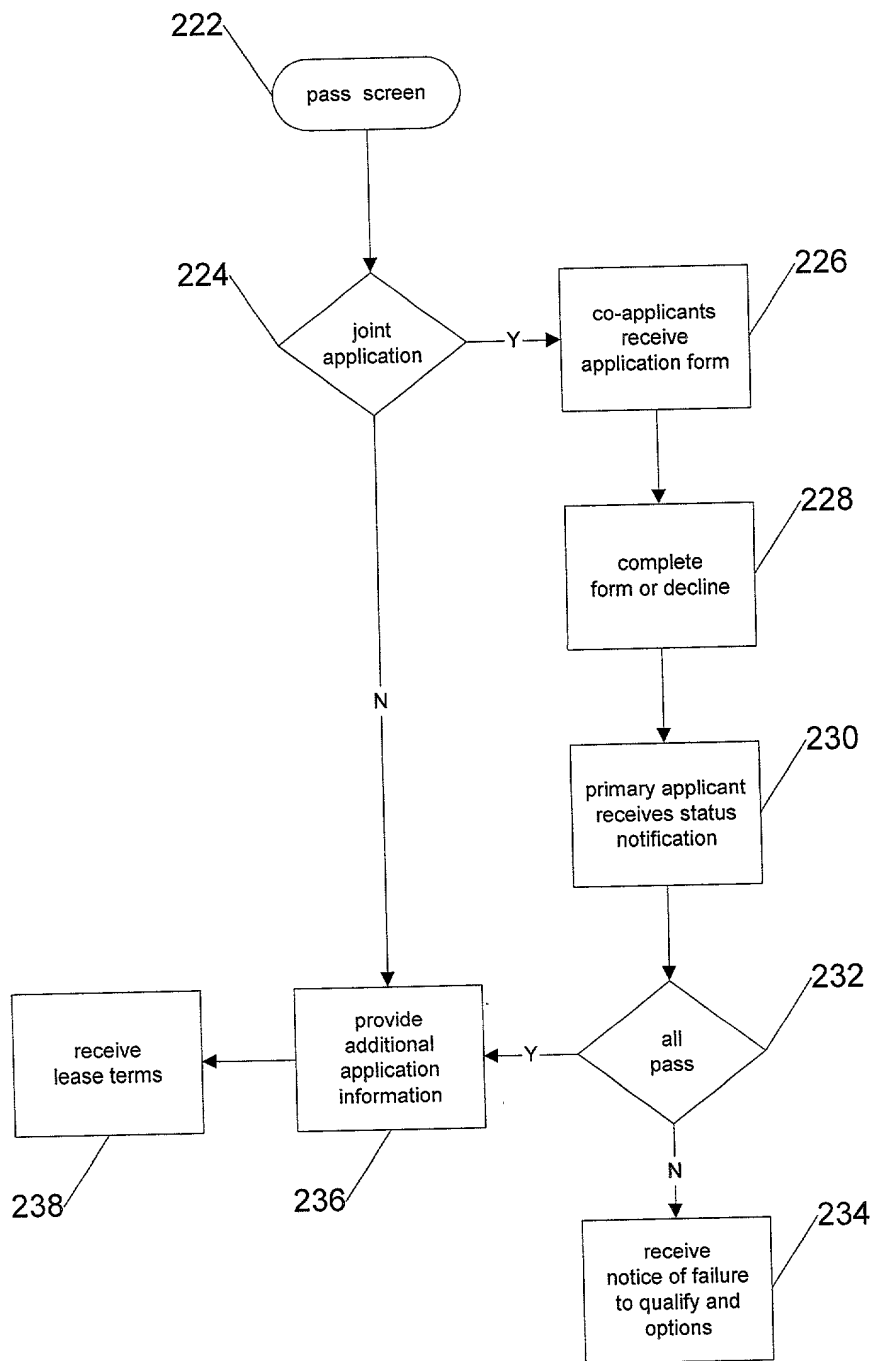 222
pass screen
224
joint
application
Y
226
co-applicants
receive
application form
228
complete
form or decline
N
230
primary applicant
receives status
notification
232
all
pass
Y
provide
additional
application
information
236
receive
lease terms
238
N
234
receive
notice of failure
to qualify and
options